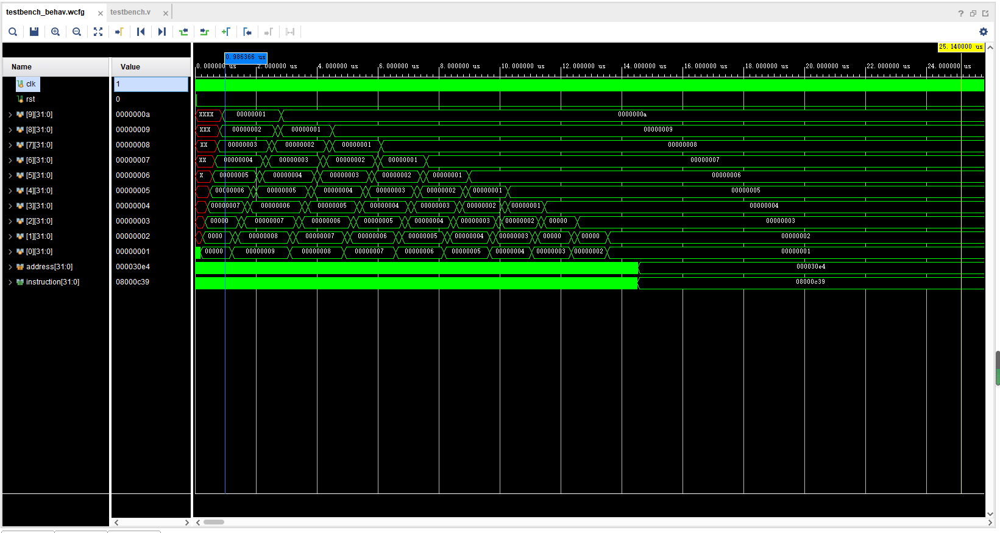 testbench_behav.wcfg × testbench.v ×
?
25.140000 us
0.986366 us
Name Value
0.000000 us 2.000000 us 4.000000 us 6.000000 us 8.000000 us 10.000000 us 12.000000 us 14.000000 us 16.000000 us 18.000000 us 20.000000 us 22.000000 us 24.000000 us
clk 1
rst 0
[9][31:0] 0000000a XXXX 00000001 0000000a
[8][31:0] 00000009 XXX 00000002 00000001 00000009
[7][31:0] 00000008 XX 00000003 00000002 00000001 00000008
[6][31:0] 00000007 XX 00000004 00000003 00000002 00000001 00000007
[5][31:0] 00000006 X 00000005 00000004 00000003 00000002 00000001 00000006
[4][31:0] 00000005 00000006 00000005 00000004 00000003 00000002 00000001 00000005
[3][31:0] 00000004 00000007 00000006 00000005 00000004 00000003 00000002 00000001 00000004
[2][31:0] 00000003 00000 00000007 00000006 00000005 00000004 00000003 00000002 00000 00000003
[1][31:0] 00000002 0000 00000008 00000007 00000006 00000005 00000004 00000003 00000 00000 00000002
[0][31:0] 00000001 00000 00000009 00000008 00000007 00000006 00000005 00000004 00000003 00000002 00000001
address[31:0] 000030e4 000030e4
instruction[31:0] 08000c39 08000c39